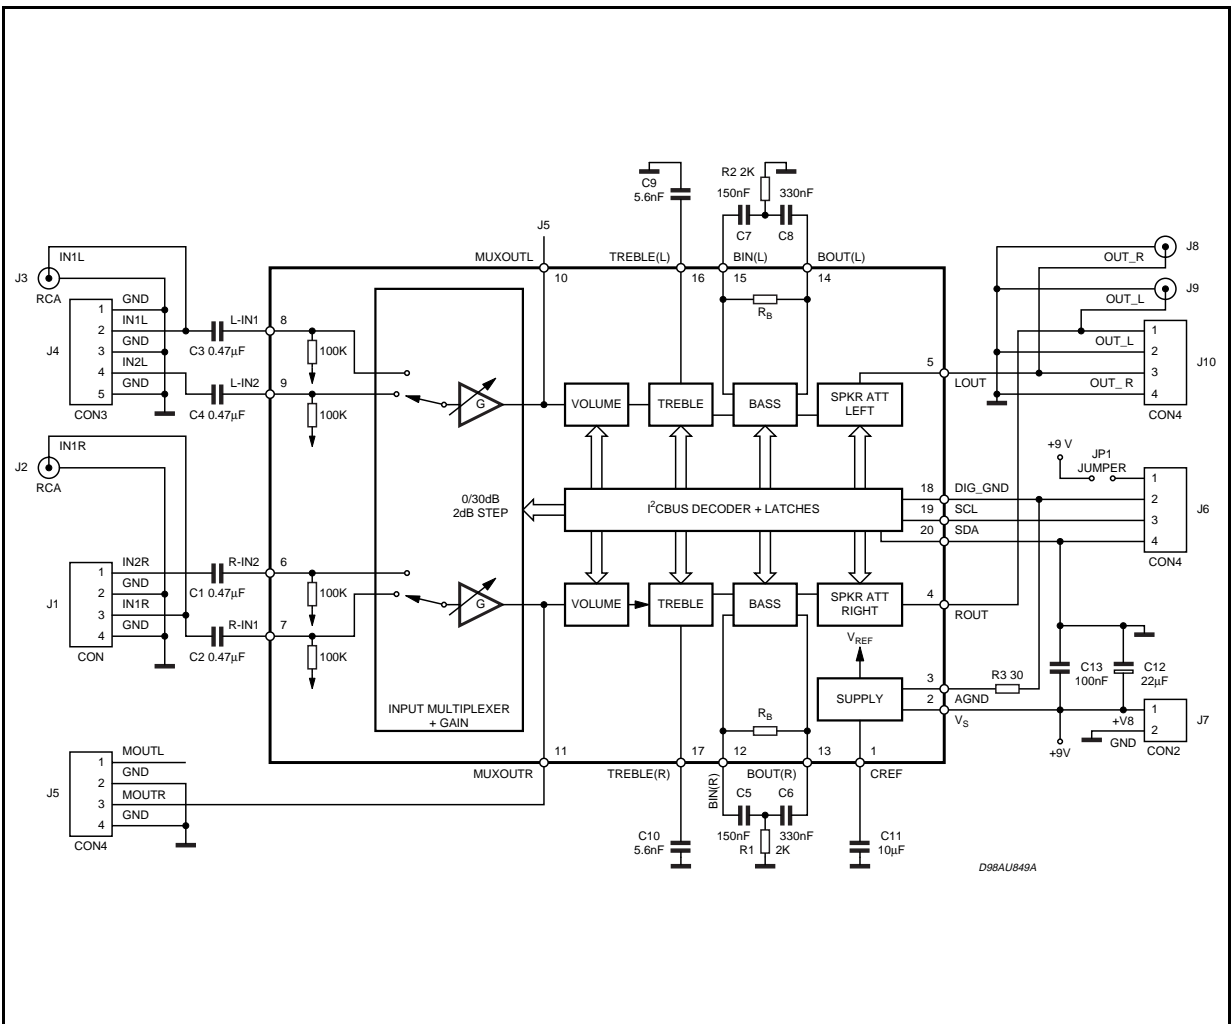 C9
5.6nF
R2 2K
150nF
330nF
C7
C8
J5
MUXOUTL
10
TREBLE(L)
16
BIN(L)
15
BOUT(L)
14
R_B
J3
IN1L
RCA
J4
1
GND
2
IN1L
3
GND
4
IN2L
5
GND
CON3
C3 0.47µF
L-IN1
8
100K
C4 0.47µF
L-IN2
9
100K
G
VOLUME
TREBLE
BASS
SPKR ATT
LEFT
5
LOUT
J8
OUT_R
J9
OUT_L
1
OUT_L
2
3
OUT_ R
4
J10
CON4
J2
IN1R
RCA
0/30dB
2dB STEP
I²CBUS DECODER + LATCHES
18
DIG_GND
19
SCL
20
SDA
+9 V
JP1
JUMPER
1
2
3
4
J6
CON4
J1
1
IN2R
2
GND
3
IN1R
4
GND
CON
C1 0.47µF
R-IN2
6
100K
C2 0.47µF
R-IN1
7
100K
G
VOLUME
TREBLE
BASS
SPKR ATT
RIGHT
4
ROUT
V_REF
SUPPLY
3
AGND
2
V_S
R3 30
C13
100nF
C12
22µF
+9V
+V8
GND
1
2
J7
CON2
INPUT MULTIPLEXER
+ GAIN
R_B
11
MUXOUTR
17
TREBLE(R)
12
BIN(R)
13
BOUT(R)
1
CREF
J5
1
MOUTL
2
GND
3
MOUTR
4
GND
CON4
C10
5.6nF
C5
C6
150nF
330nF
R1
2K
C11
10µF
D98AU849A